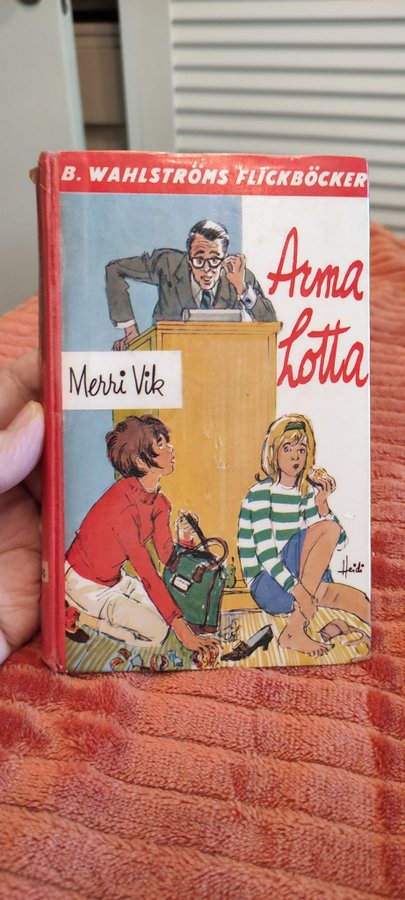 B. WAHLSTRÖMS FLICKBÖCKER
Arma
Lotta
Merri Vik
Heidi